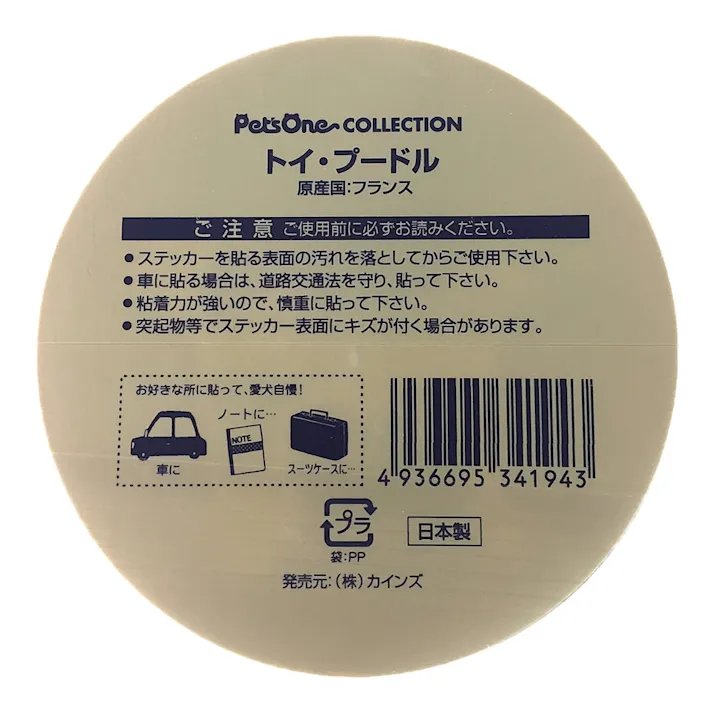 Pet'sOne COLLECTION
トイ・プードル
原産国:フランス
ご注意 ご使用前に必ずお読みください。
●ステッカーを貼る表面の汚れを落としてからご使用下さい。
●車に貼る場合は、道路交通法を守り、貼って下さい。
●粘着力が強いので、慎重に貼って下さい。
●突起物等でステッカー表面にキズが付く場合があります。
お好きな所に貼って、愛犬自慢!
ノートに…
NOTE
車に
スーツケースに…
4 936695 341943
プラ
袋:PP
日本製
発売元:(株)カインズ